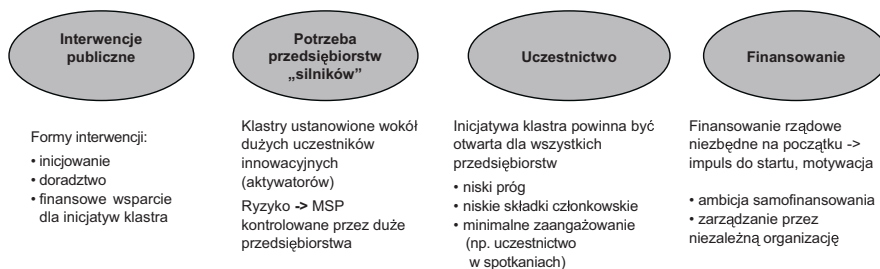 Interwencje
publiczne
Formy interwencji:
• inicjowanie
• doradztwo
• finansowe wsparcie
dla inicjatyw klastra
Potrzeba
przedsiębiorstw
„silników”
Klastry ustanowione wokół
dużych uczestników
innowacyjnych
(aktywatorów)
Ryzyko -> MSP
kontrolowane przez duże
przedsiębiorstwa
Uczestnictwo
Inicjatywa klastra powinna być
otwarta dla wszystkich
przedsiębiorstw
• niski próg
• niskie składki członkowskie
• minimalne zaangażowanie
(np. uczestnictwo
w spotkaniach)
Finansowanie
Finansowanie rządowe
niezbędne na początku ->
impuls do startu, motywacja
• ambicja samofinansowania
• zarządzanie przez
niezależną organizację